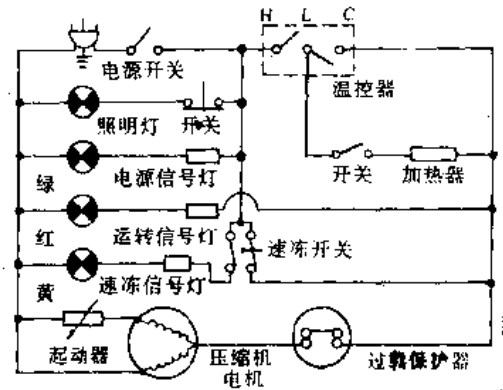 H L C
电源开关
温控器
照明灯 开关
绿 电源信号灯 开关 加热器
红 运转信号灯 速冻开关
黄 速冻信号灯
起动器 压缩机 过载保护器
电机